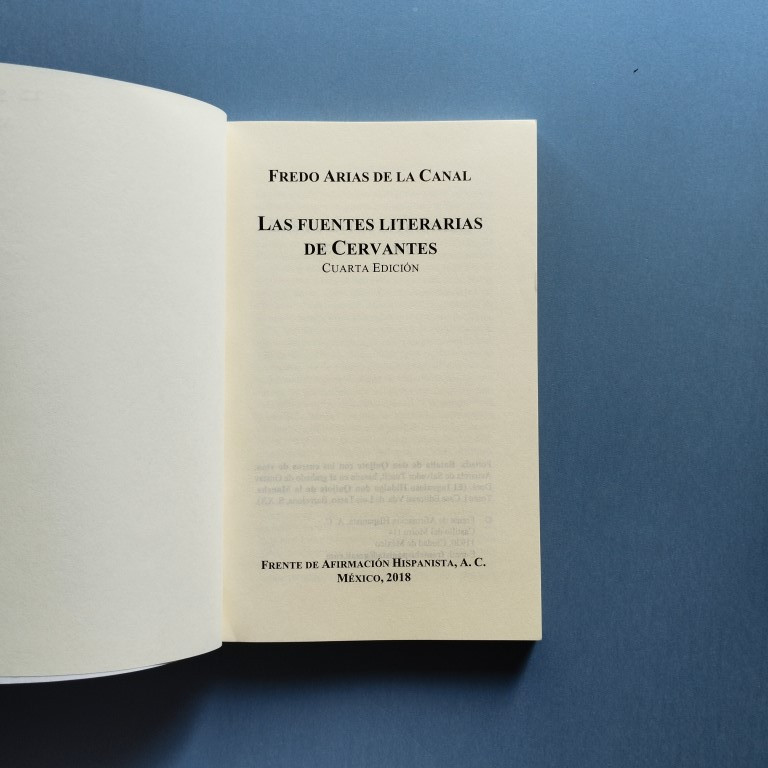 FREDO ARIAS DE LA CANAL
LAS FUENTES LITERARIAS
DE CERVANTES
CUARTA EDICIÓN
FRENTE DE AFIRMACIÓN HISPANISTA, A. C.
MÉXICO, 2018